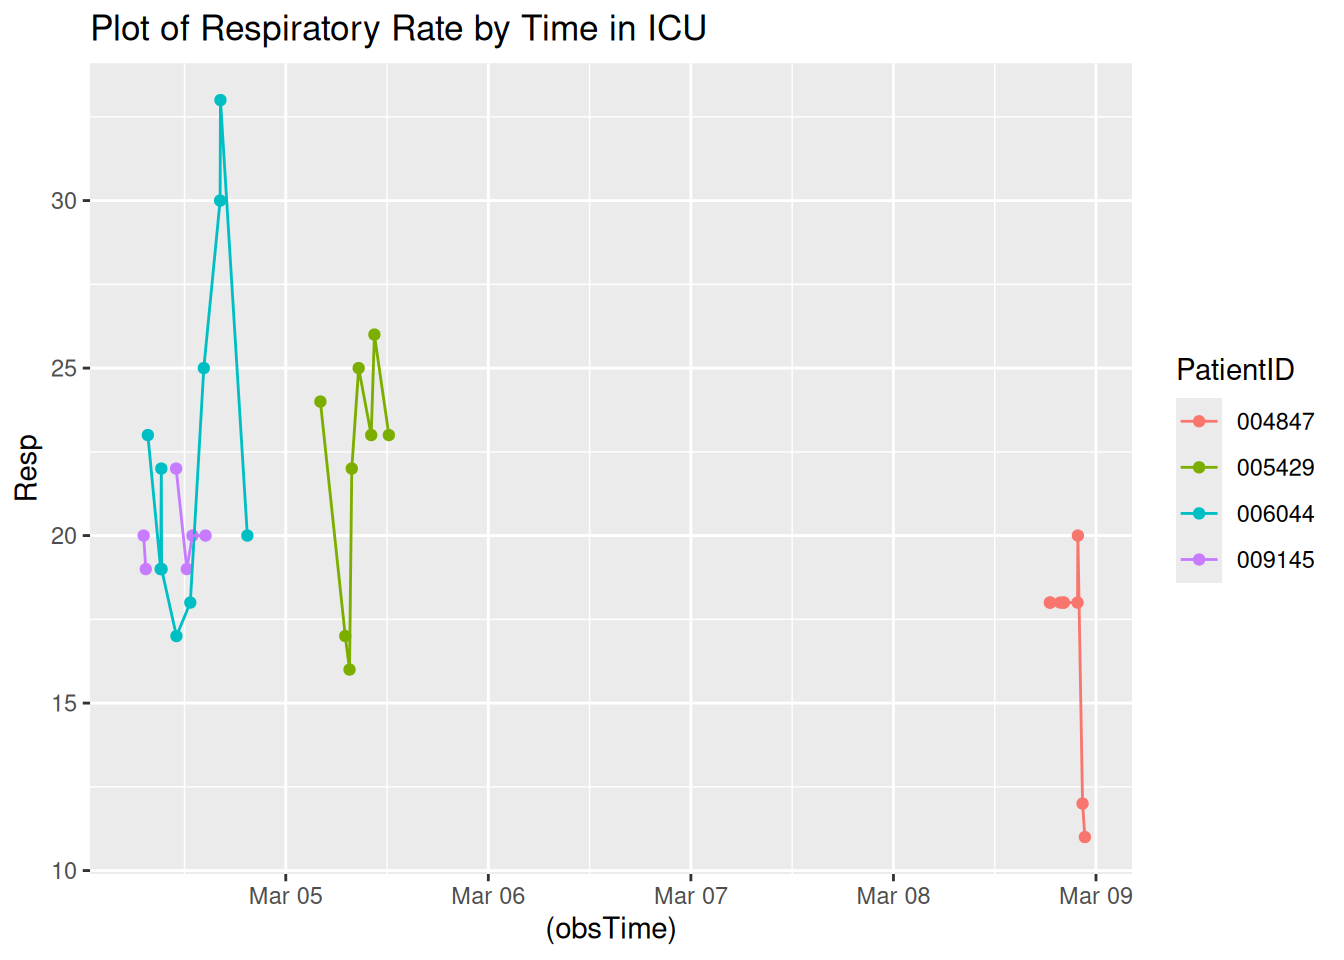 Plot of Respiratory Rate by Time in ICU
Resp
30
25
20
15
10
Mar 05 Mar 06 Mar 07 Mar 08 Mar 09
(obsTime)
PatientID
004847
005429
006044
009145